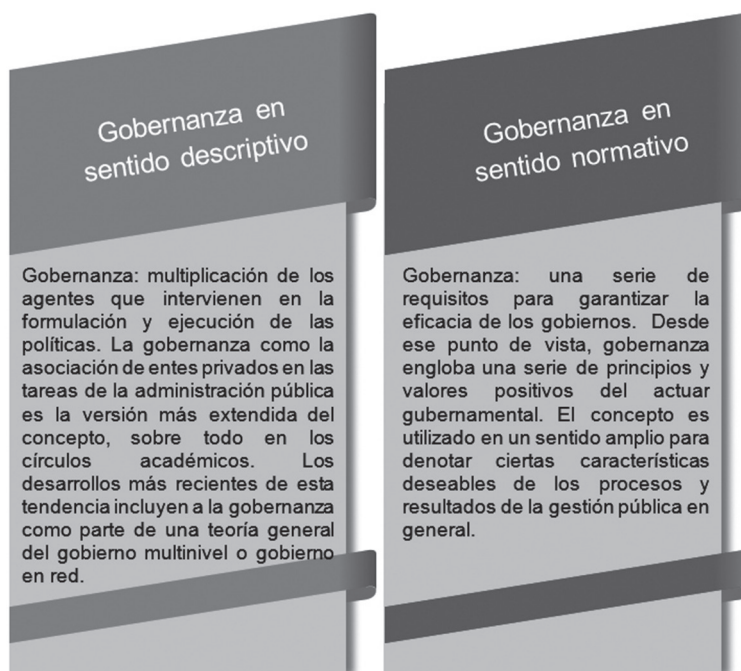 Gobernanza en
sentido descriptivo
Gobernanza: multiplicación de los
agentes que intervienen en la
formulación y ejecución de las
políticas. La gobernanza como la
asociación de entes privados en las
tareas de la administración pública
es la versión más extendida del
concepto, sobre todo en los
círculos académicos. Los
desarrollos más recientes de esta
tendencia incluyen a la gobernanza
como parte de una teoría general
del gobierno multinivel o gobierno
en red.
Gobernanza en
sentido normativo
Gobernanza: una serie de
requisitos para garantizar la
eficacia de los gobiernos. Desde
ese punto de vista, gobernanza
engloba una serie de principios y
valores positivos del actuar
gubernamental. El concepto es
utilizado en un sentido amplio para
denotar ciertas características
deseables de los procesos y
resultados de la gestión pública en
general.